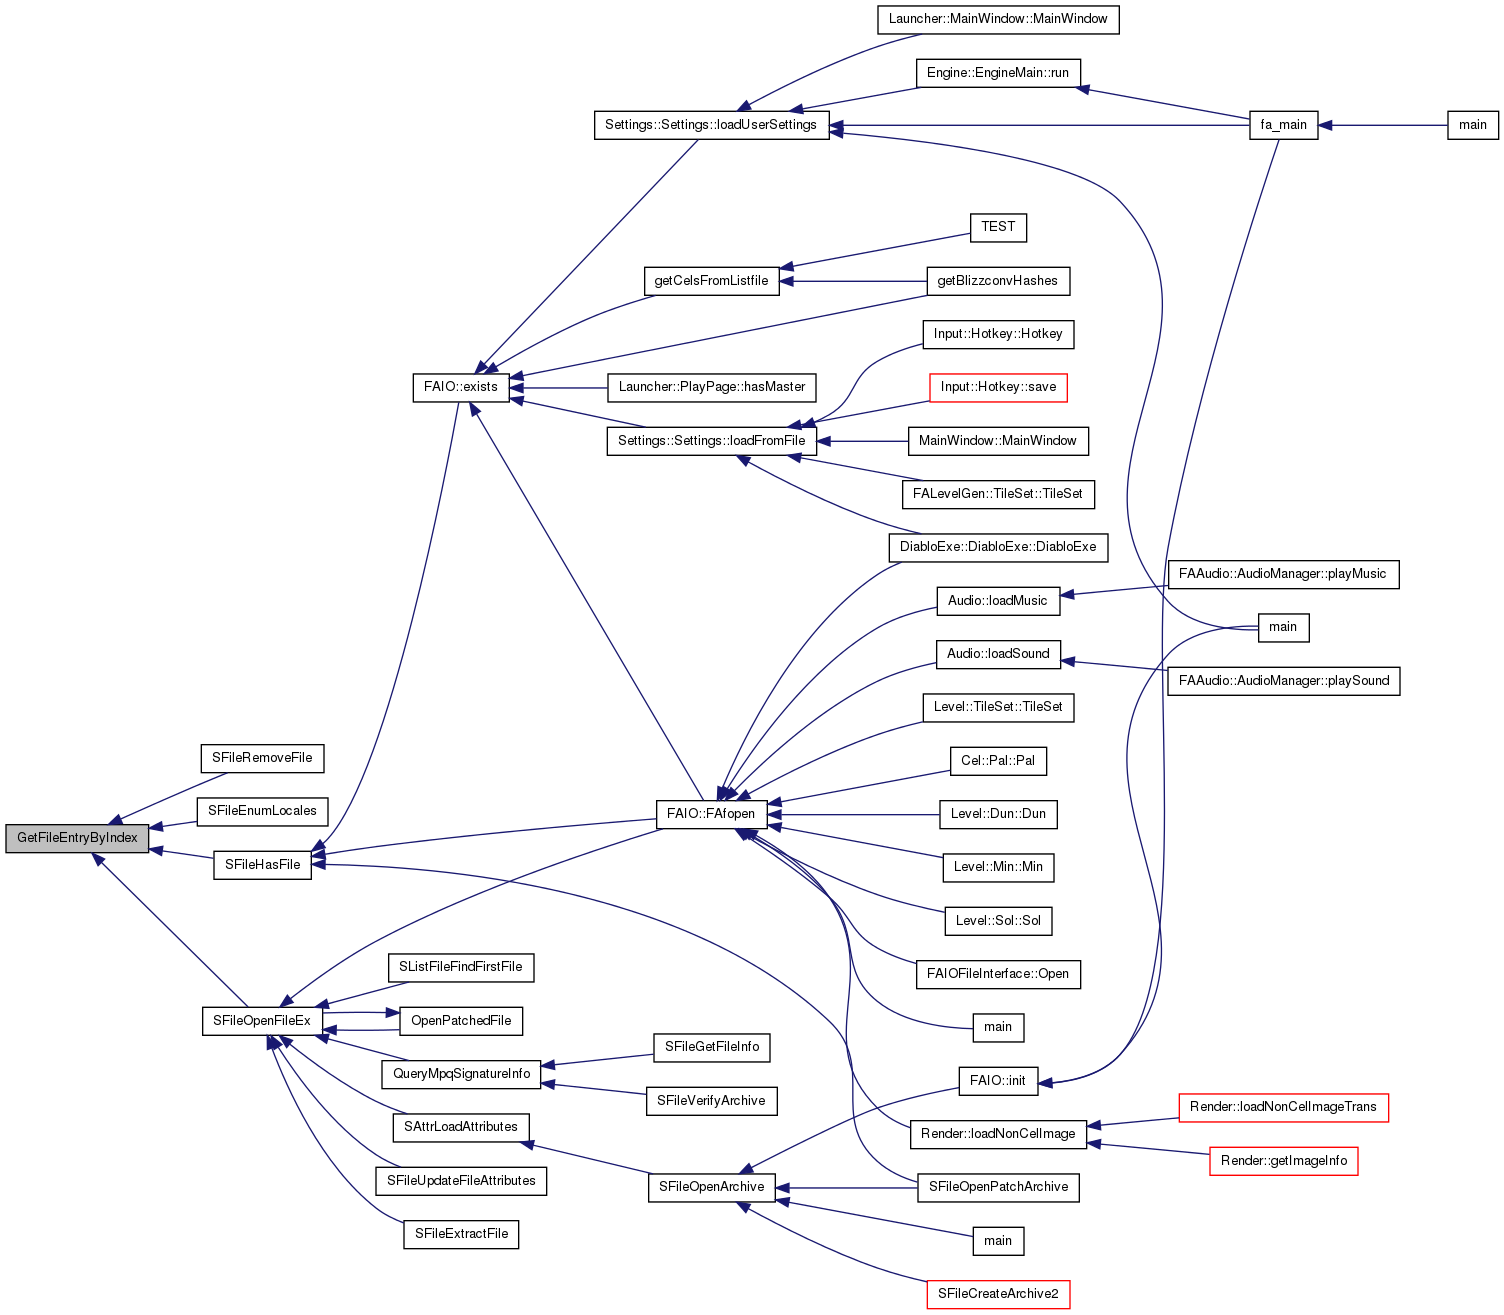 Launcher::MainWindow::MainWindow
Engine::EngineMain::run
Settings::Settings::loadUserSettings
fa_main
main
TEST
getCelsFromListfile
getBlizzconvHashes
Input::Hotkey::Hotkey
FAIO::exists
Launcher::PlayPage::hasMaster
Input::Hotkey::save
Settings::Settings::loadFromFile
MainWindow::MainWindow
FALevelGen::TileSet::TileSet
DiabloExe::DiabloExe::DiabloExe
FAAudio::AudioManager::playMusic
Audio::loadMusic
main
Audio::loadSound
FAAudio::AudioManager::playSound
Level::TileSet::TileSet
SFileRemoveFile
Cel::Pal::Pal
SFileEnumLocales
FAIO::FAfopen
Level::Dun::Dun
GetFileEntryByIndex
SFileHasFile
Level::Min::Min
Level::Sol::Sol
SListFileFindFirstFile
FAIOFileInterface::Open
SFileOpenFileEx
OpenPatchedFile
main
SFileGetFileInfo
QueryMpqSignatureInfo
FAIO::init
SFileVerifyArchive
Render::loadNonCelImageTrans
SAttrLoadAttributes
Render::loadNonCelImage
Render::getImageInfo
SFileUpdateFileAttributes
SFileOpenArchive
SFileOpenPatchArchive
SFileExtractFile
main
SFileCreateArchive2